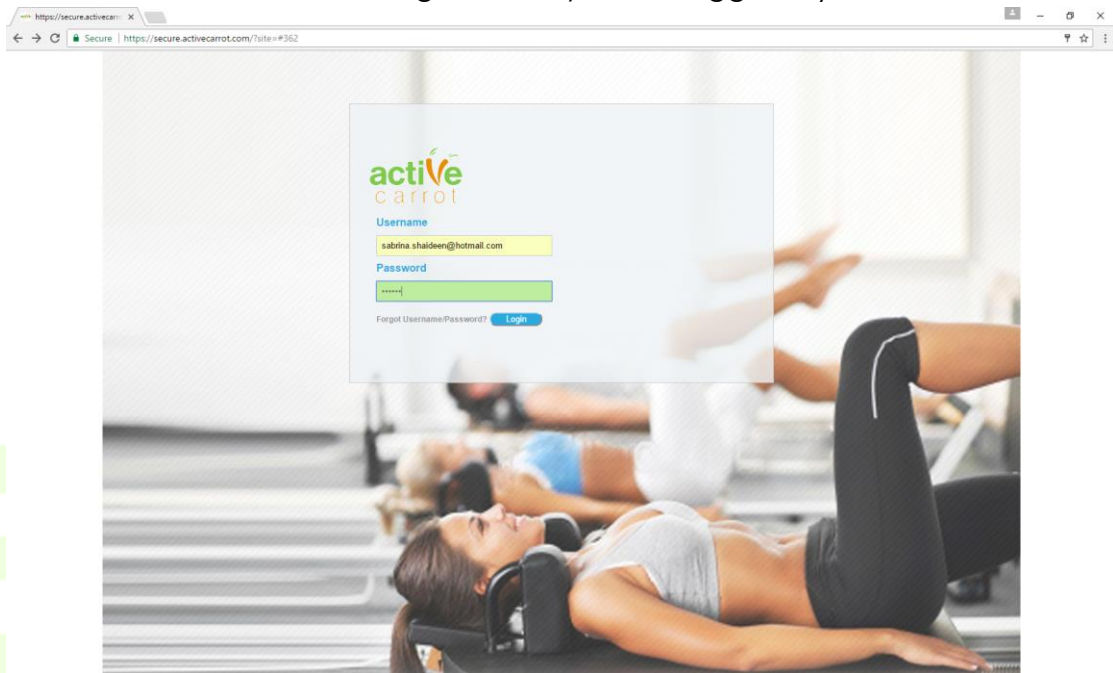 https://secure.activecarr
Secure | https://secure.activecarrot.com/?site=#362
active
carrot
Username
sabrina.shaideen@hotmail.com
Password
••••••
Forgot Username/Password? Login